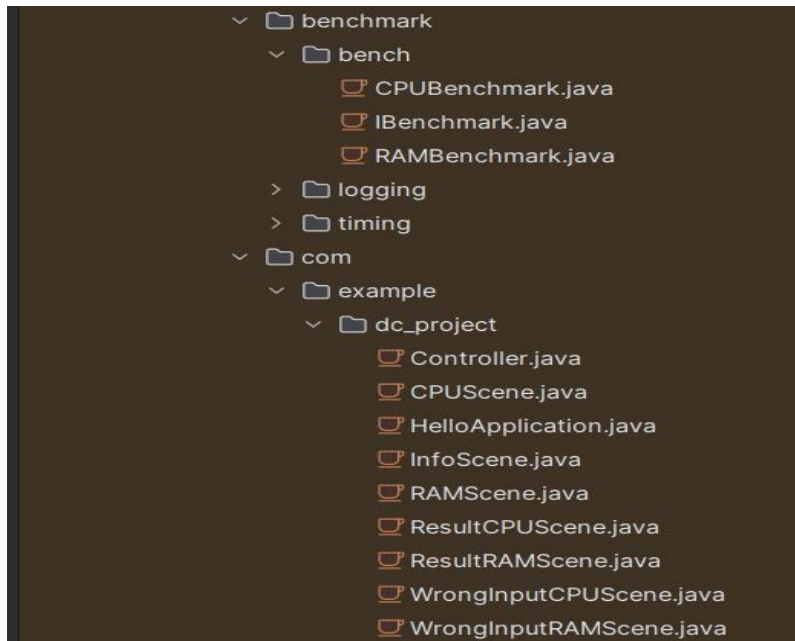 benchmark
bench
CPUBenchmark.java
IBenchmark.java
RAMBenchmark.java
logging
timing
com
example
dc_project
Controller.java
CPUScene.java
HelloApplication.java
InfoScene.java
RAMScene.java
ResultCPUScene.java
ResultRAMScene.java
WrongInputCPUScene.java
WrongInputRAMScene.java